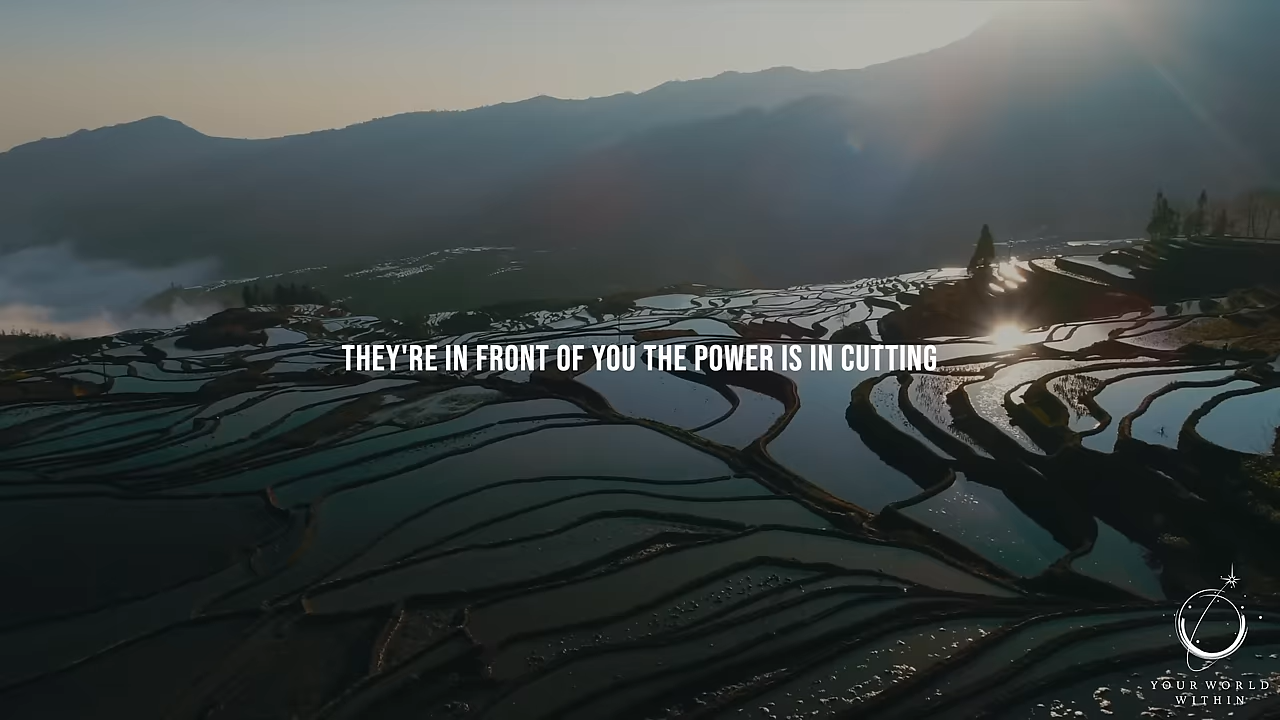 THEY'RE IN FRONT OF YOU THE POWER IS IN CUTTING
YOUR WORLD
WITHIN